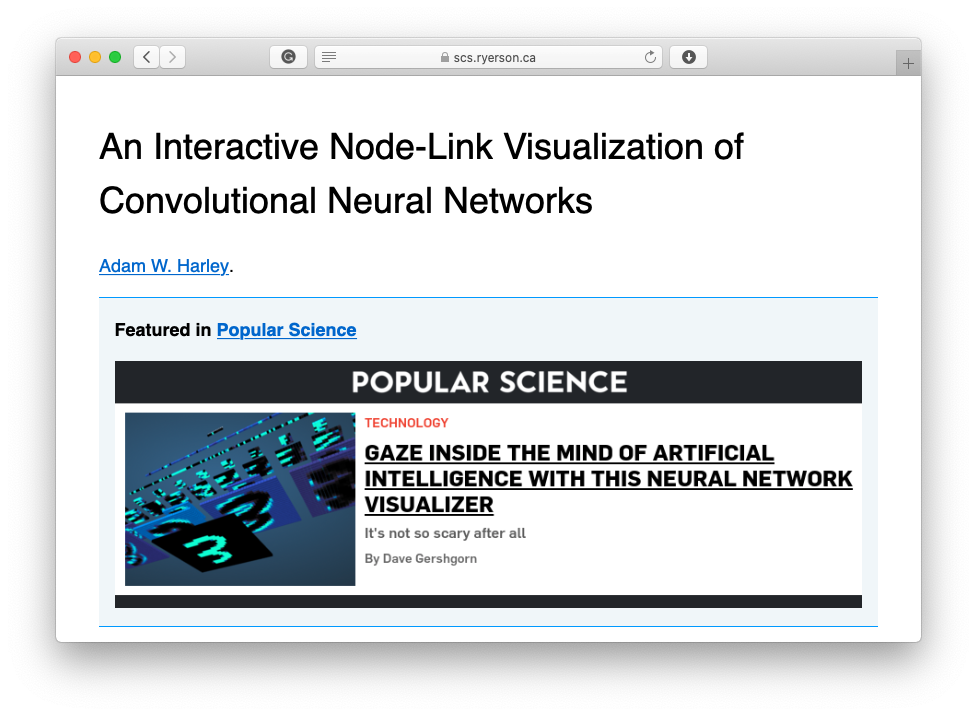 scs.ryerson.ca
An Interactive Node-Link Visualization of
Convolutional Neural Networks
Adam W. Harley.
Featured in Popular Science
POPULAR SCIENCE
TECHNOLOGY
GAZE INSIDE THE MIND OF ARTIFICIAL
INTELLIGENCE WITH THIS NEURAL NETWORK
VISUALIZER
It's not so scary after all
By Dave Gershgorn
3